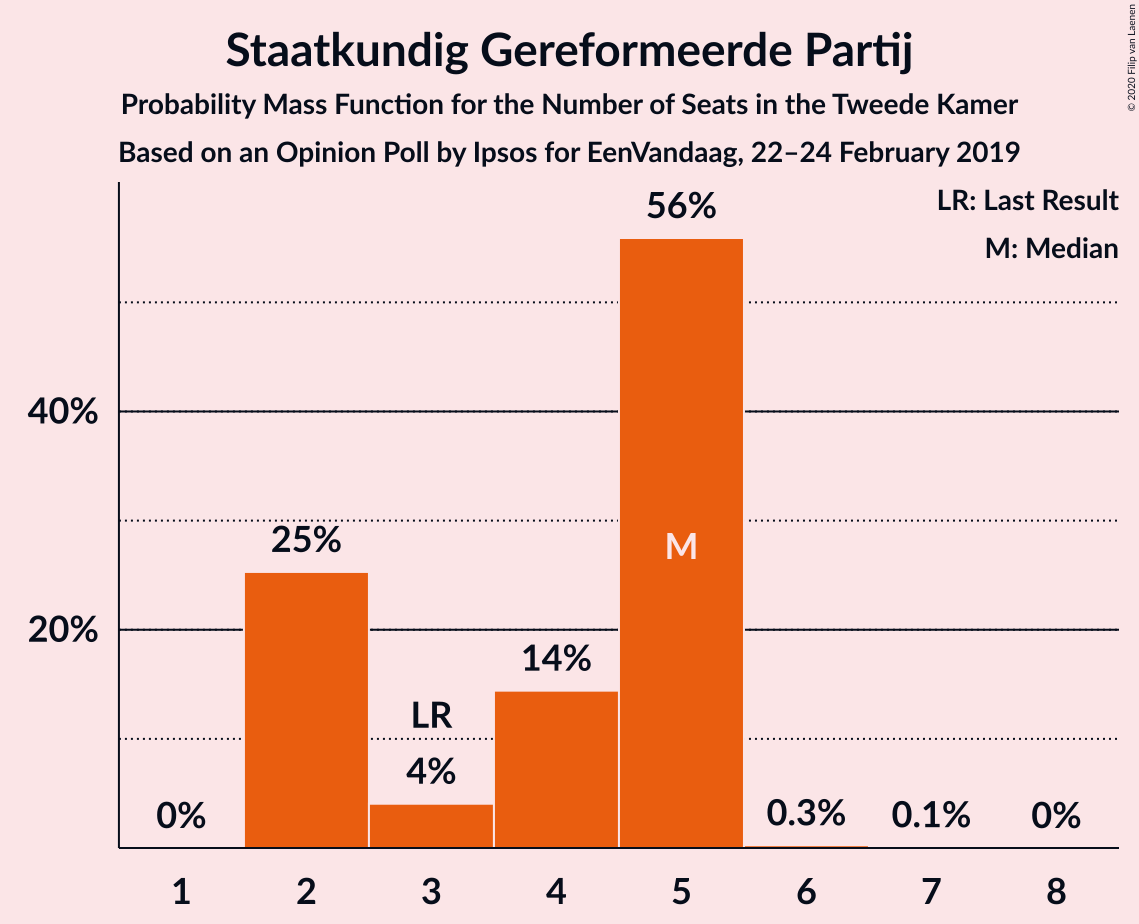 Staatkundig Gereformeerde Partij
Probability Mass Function for the Number of Seats in the Tweede Kamer
Based on an Opinion Poll by Ipsos for EenVandaag, 22–24 February 2019
© 2020 Filip van Laenen
LR: Last Result
M: Median
56%
40%
25%
M
20%
14%
LR
4%
0%
0.3%
0.1%
0%
1 2 3 4 5 6 7 8